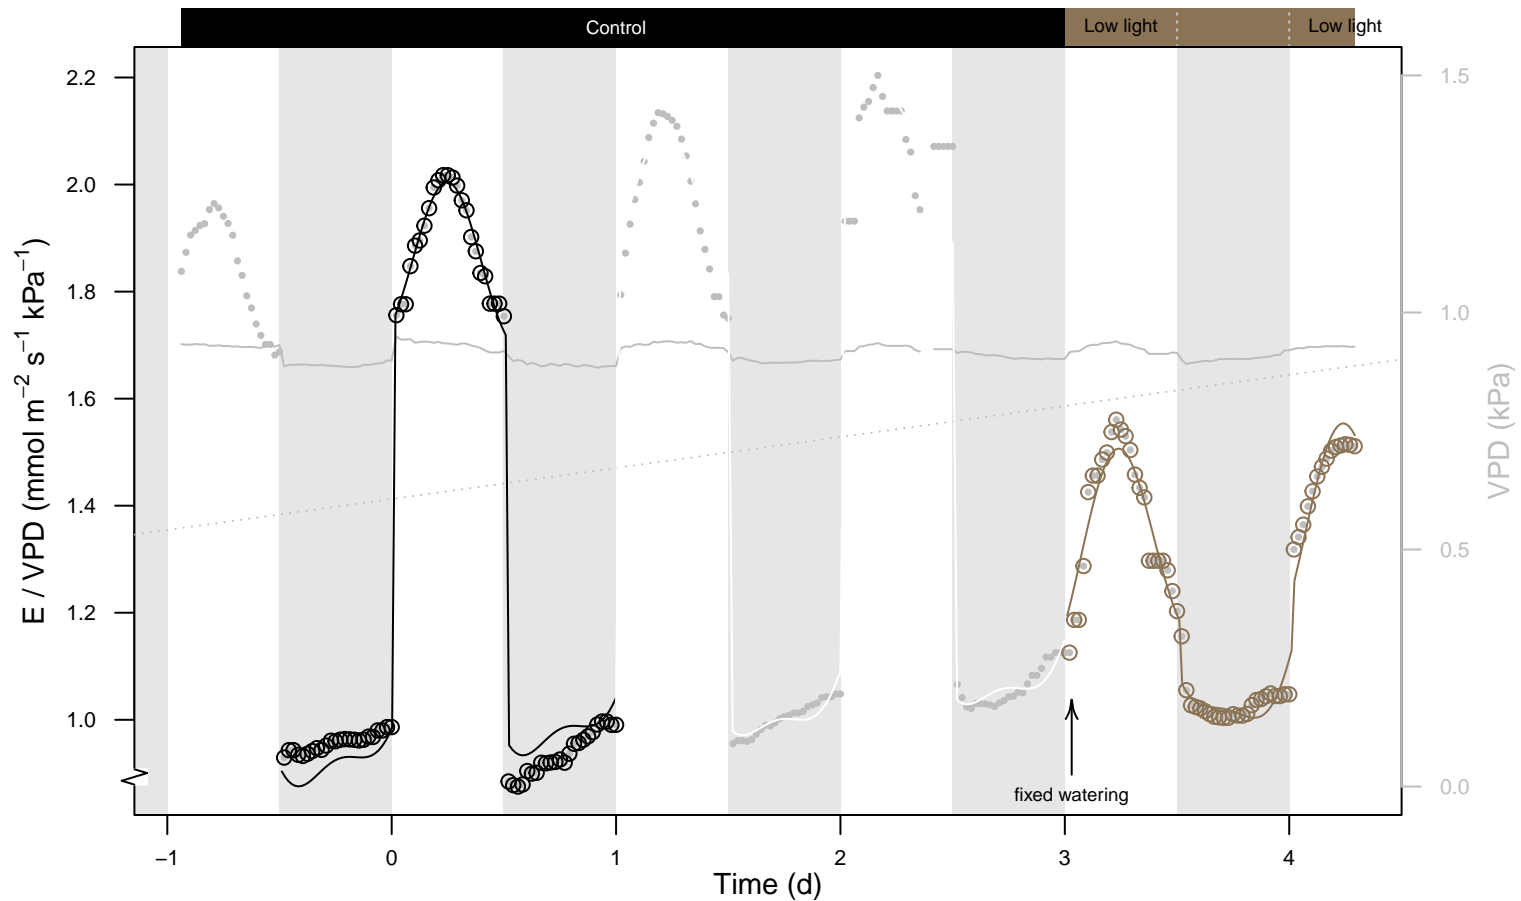 Control
Low light
Low light
2.2
2.0
1.8
1.6
1.4
1.2
1.0
E / VPD (mmol m⁻² s⁻¹ kPa⁻¹)
1.5
1.0
0.5
0.0
VPD (kPa)
fixed watering
−1
0
1
2
3
4
Time (d)